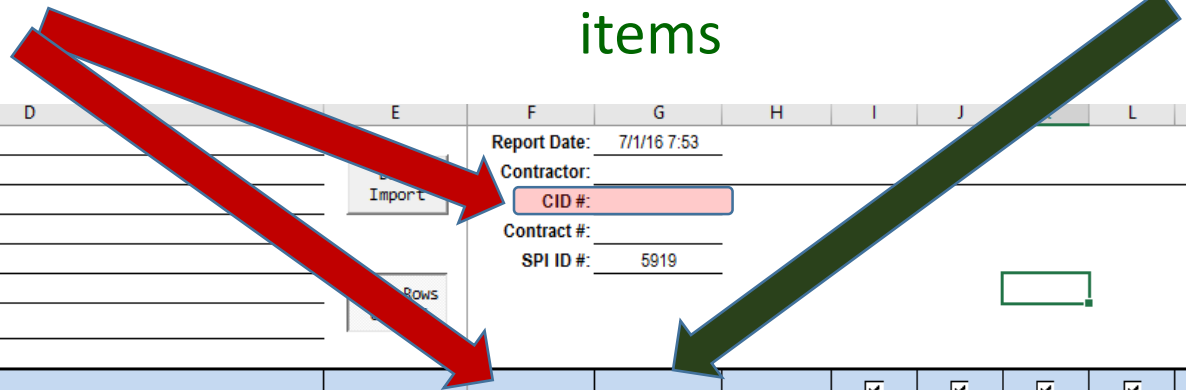 items
D E F G H I J L
Report Date: 7/1/16 7:53
Contractor:
Import
CID #:
Contract #:
SPI ID #: 5919
Rows